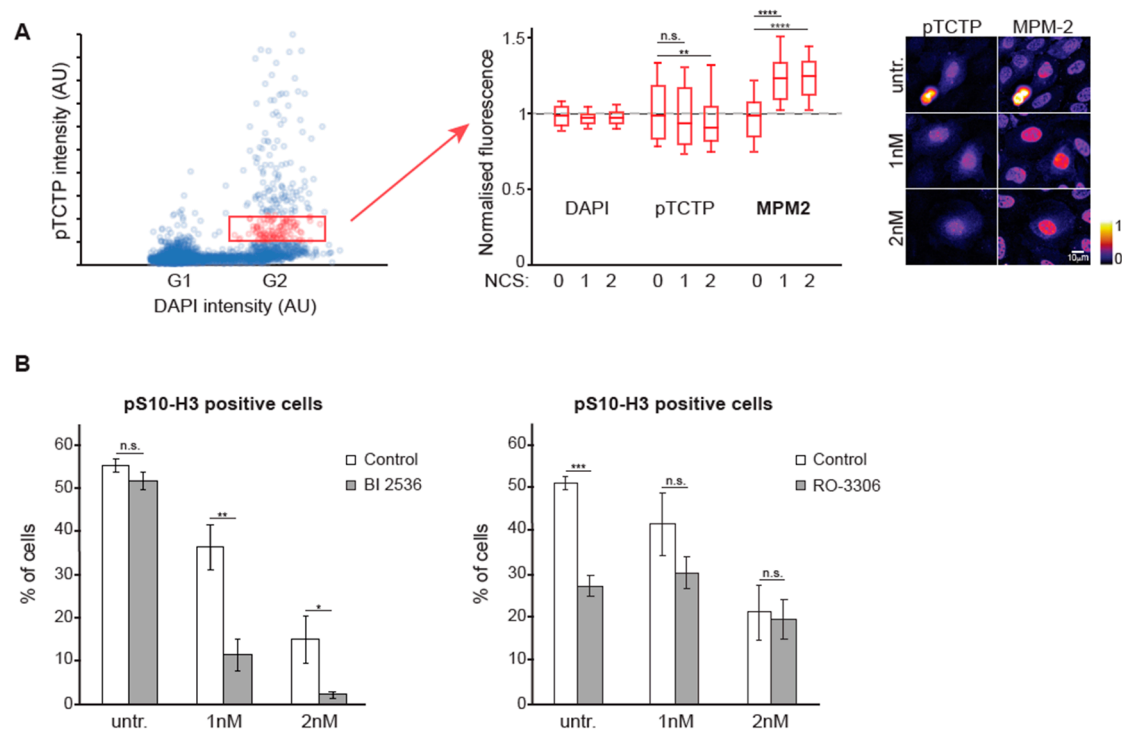 A
pTCTP intensity (AU)
G1 G2
DAPI intensity (AU)
Normalised fluorescence
1.5
1
0.5
0
n.s.
**
****
****
DAPI pTCTP MPM2
NCS: 0 1 2 0 1 2 0 1 2
pTCTP MPM-2
untr.
1nM
2nM
10μm
1
0
B
pS10-H3 positive cells
% of cells
60
50
40
30
20
10
0
n.s.
**
*
Control
BI 2536
untr. 1nM 2nM
pS10-H3 positive cells
% of cells
60
50
40
30
20
10
0
***
n.s.
n.s.
Control
RO-3306
untr. 1nM 2nM